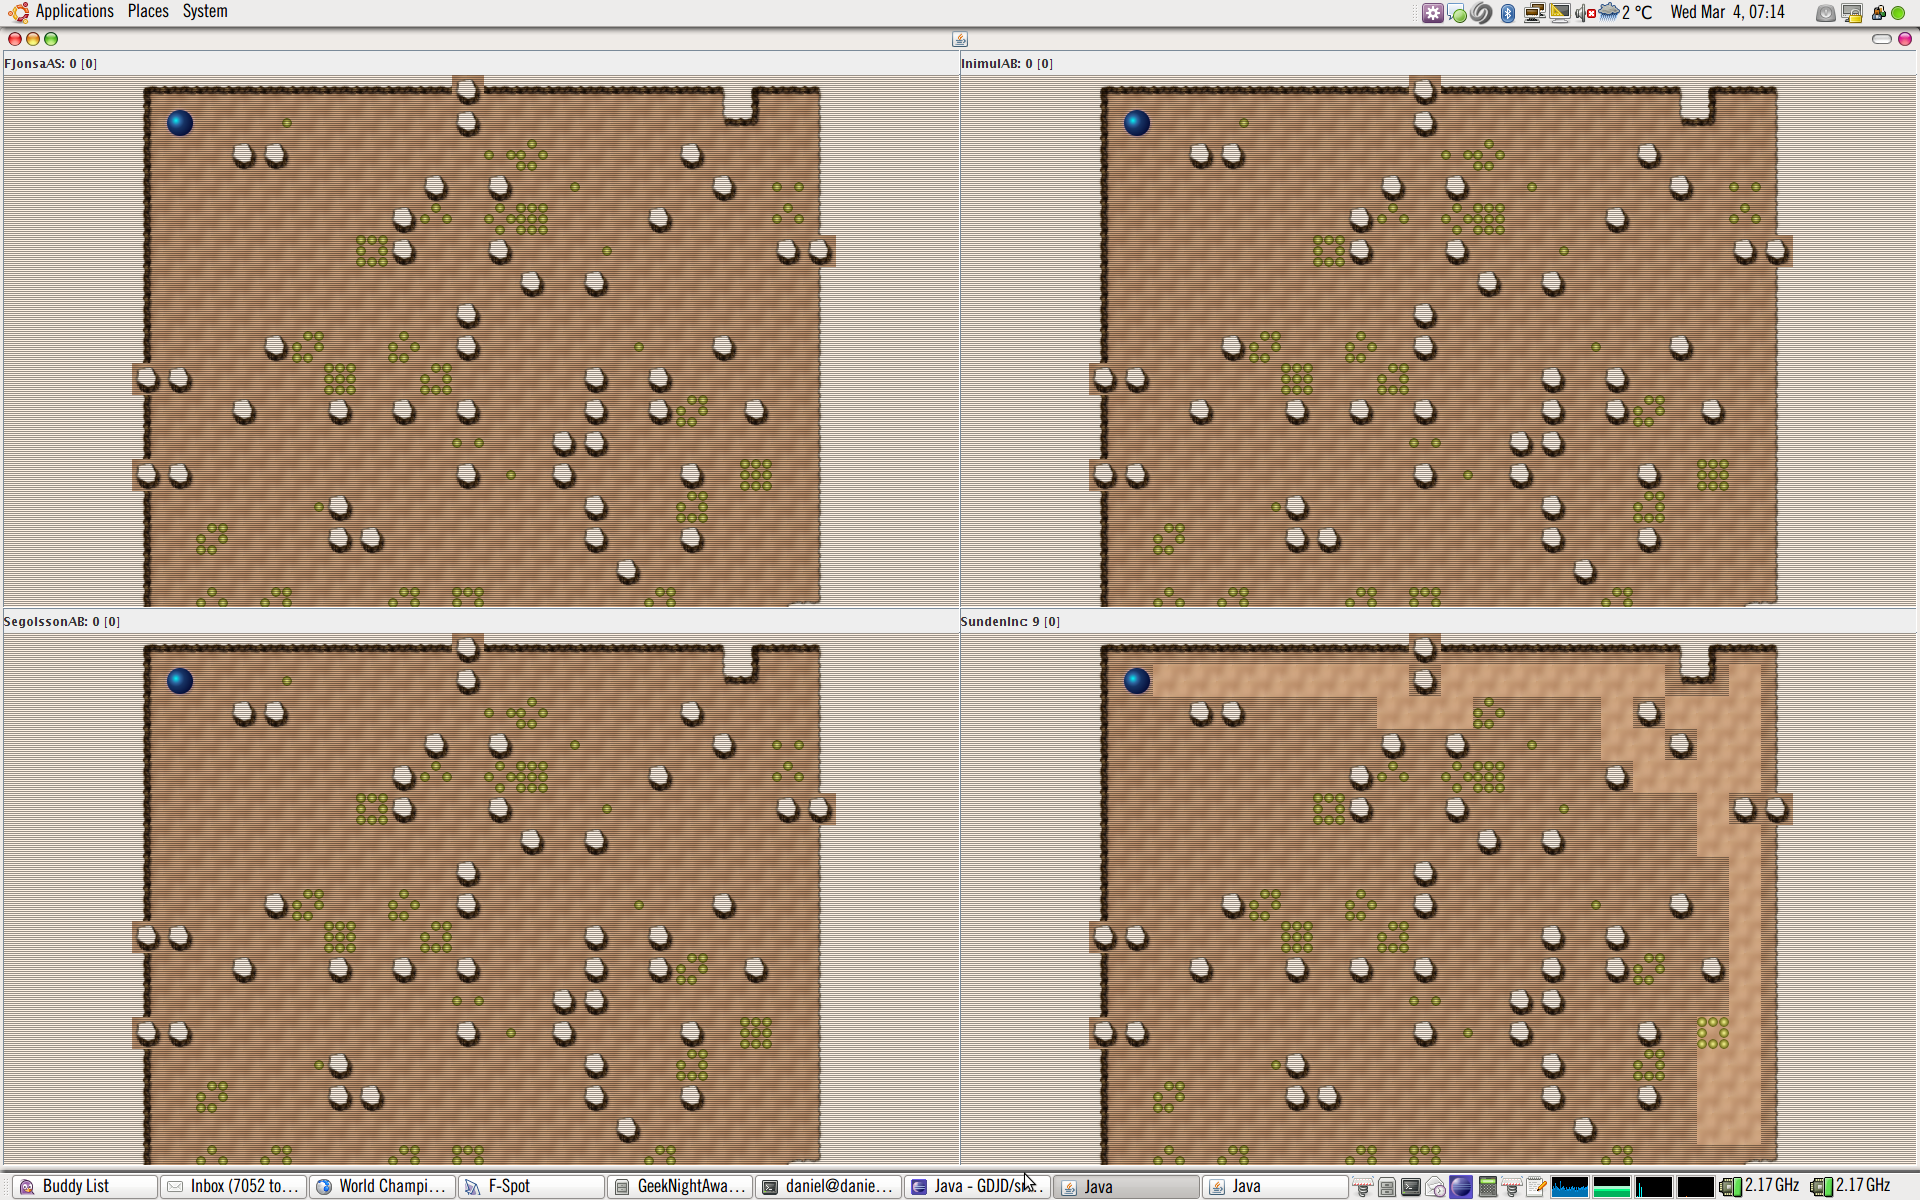 Applications Places System
2 °C Wed Mar 4, 07:14
FJonsaAS: 0 [0]
InimulAB: 0 [0]
SegolssonAB: 0 [0]
SundenInc: 9 [0]
Buddy List
Inbox (7052 to...
World Champi...
F-Spot
GeekNightAwa...
daniel@danie...
Java - GDJD/sr...
Java
Java
2.17 GHz
2.17 GHz